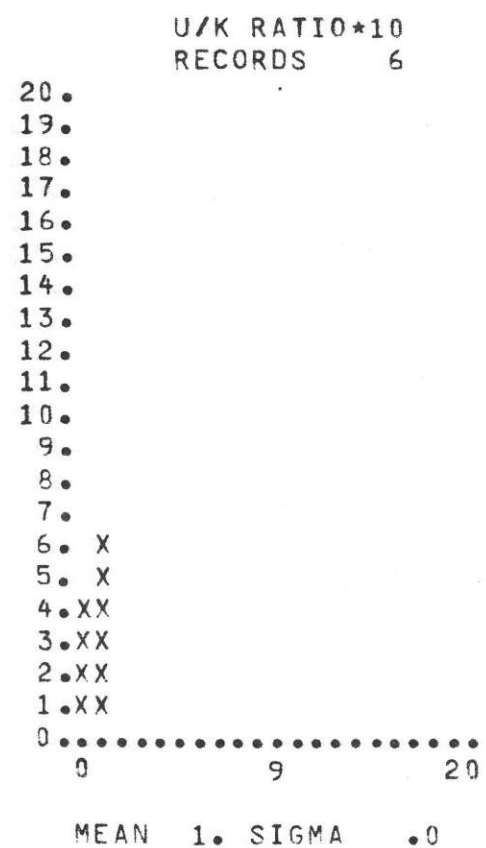 U/K RATIO*10
RECORDS 6
20.
19.
18.
17.
16.
15.
14.
13.
12.
11.
10.
9.
8.
7.
6. X
5. X
4.XX
3.XX
2.XX
1.XX
0.......................
0 9 20
MEAN 1. SIGMA .0